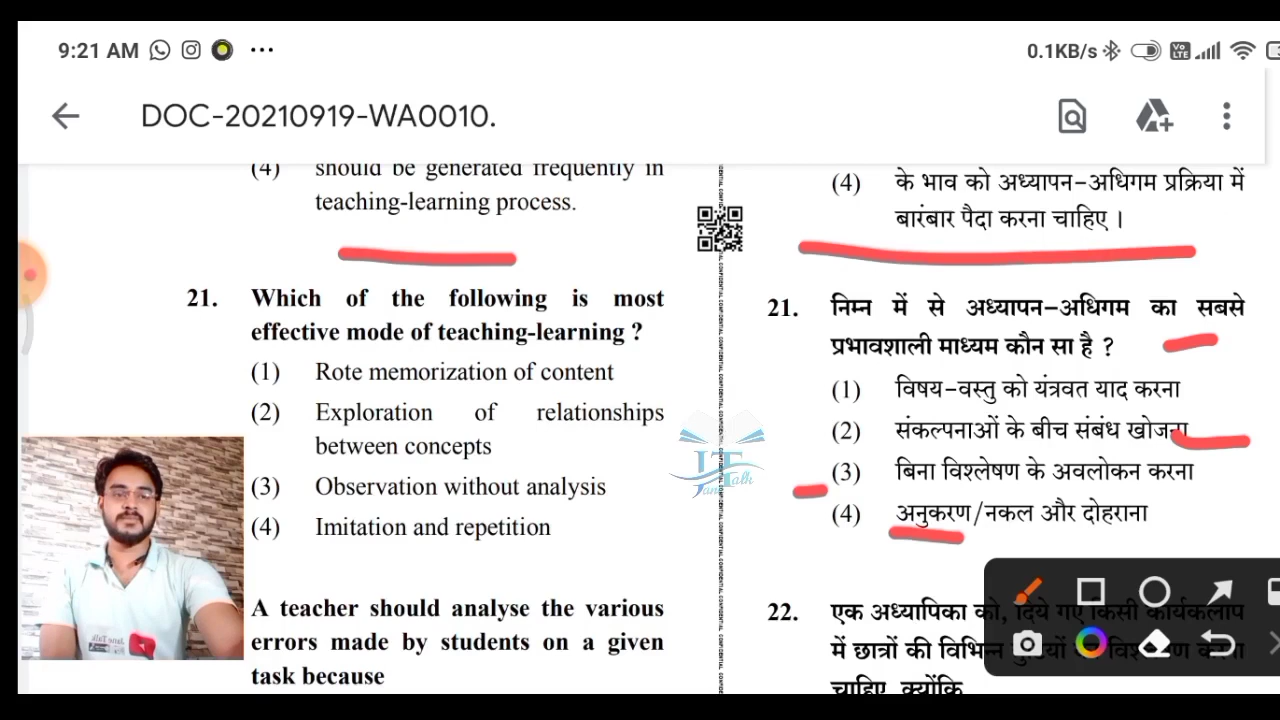 9:21 AM
0.1KB/s
Vo LTE
DOC-20210919-WA0010.
(4) should be generated frequently in
teaching-learning process.
21. Which of the following is most
effective mode of teaching-learning ?
(1) Rote memorization of content
(2) Exploration of relationships
between concepts
(3) Observation without analysis
(4) Imitation and repetition
A teacher should analyse the various
errors made by students on a given
task because
(4) के भाव को अध्यापन-अधिगम प्रक्रिया में
बारंबार पैदा करना चाहिए ।
21. निम्न में से अध्यापन-अधिगम का सबसे
प्रभावशाली माध्यम कौन सा है ?
(1) विषय-वस्तु को यंत्रवत याद करना
(2) संकल्पनाओं के बीच संबंध खोजना
(3) बिना विश्लेषण के अवलोकन करना
(4) अनुकरण/नकल और दोहराना
22. एक अध्यापिका को, दिये गए किसी कार्यकलाप
में छात्रों की विभिन्न
चाहिए क्योंकि